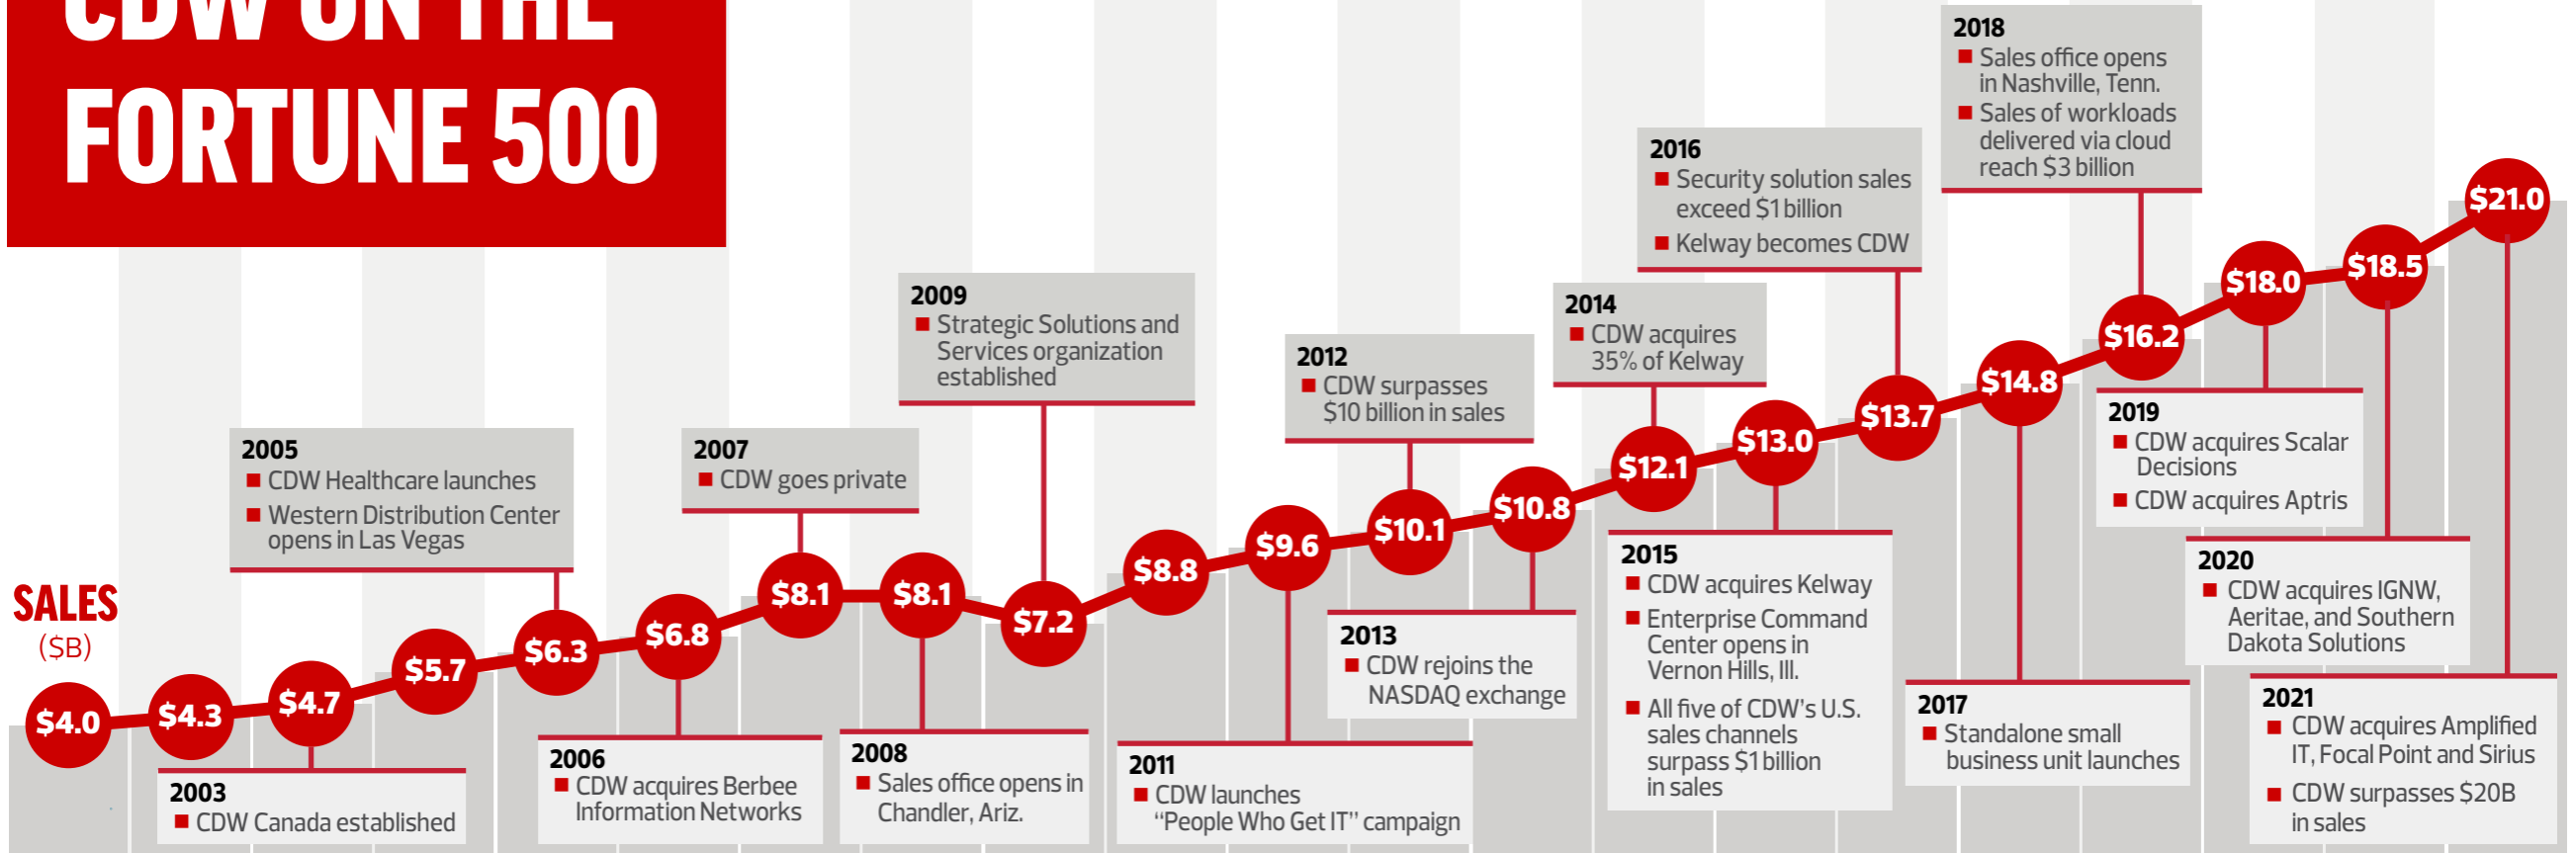 CDW ON THE
FORTUNE 500
SALES
($B)
$4.0
$4.3
$4.7
2003
■ CDW Canada established
$5.7
2005
■ CDW Healthcare launches
■ Western Distribution Center
opens in Las Vegas
$6.3
$6.8
2006
■ CDW acquires Berbee
Information Networks
2007
■ CDW goes private
$8.1
$8.1
2008
■ Sales office opens in
Chandler, Ariz.
2009
■ Strategic Solutions and
Services organization
established
$7.2
$8.8
$9.6
2011
■ CDW launches
“People Who Get IT” campaign
2012
■ CDW surpasses
$10 billion in sales
$10.1
$10.8
2013
■ CDW rejoins the
NASDAQ exchange
2014
■ CDW acquires
35% of Kelway
$12.1
$13.0
2015
■ CDW acquires Kelway
■ Enterprise Command
Center opens in
Vernon Hills, Ill.
■ All five of CDW’s U.S.
sales channels
surpass $1 billion
in sales
2016
■ Security solution sales
exceed $1 billion
■ Kelway becomes CDW
$13.7
$14.8
2017
■ Standalone small
business unit launches
2018
■ Sales office opens
in Nashville, Tenn.
■ Sales of workloads
delivered via cloud
reach $3 billion
$16.2
$18.0
2019
■ CDW acquires Scalar
Decisions
■ CDW acquires Aptris
$18.5
2020
■ CDW acquires IGNW,
Aeritae, and Southern
Dakota Solutions
$21.0
2021
■ CDW acquires Amplified
IT, Focal Point and Sirius
■ CDW surpasses $20B
in sales